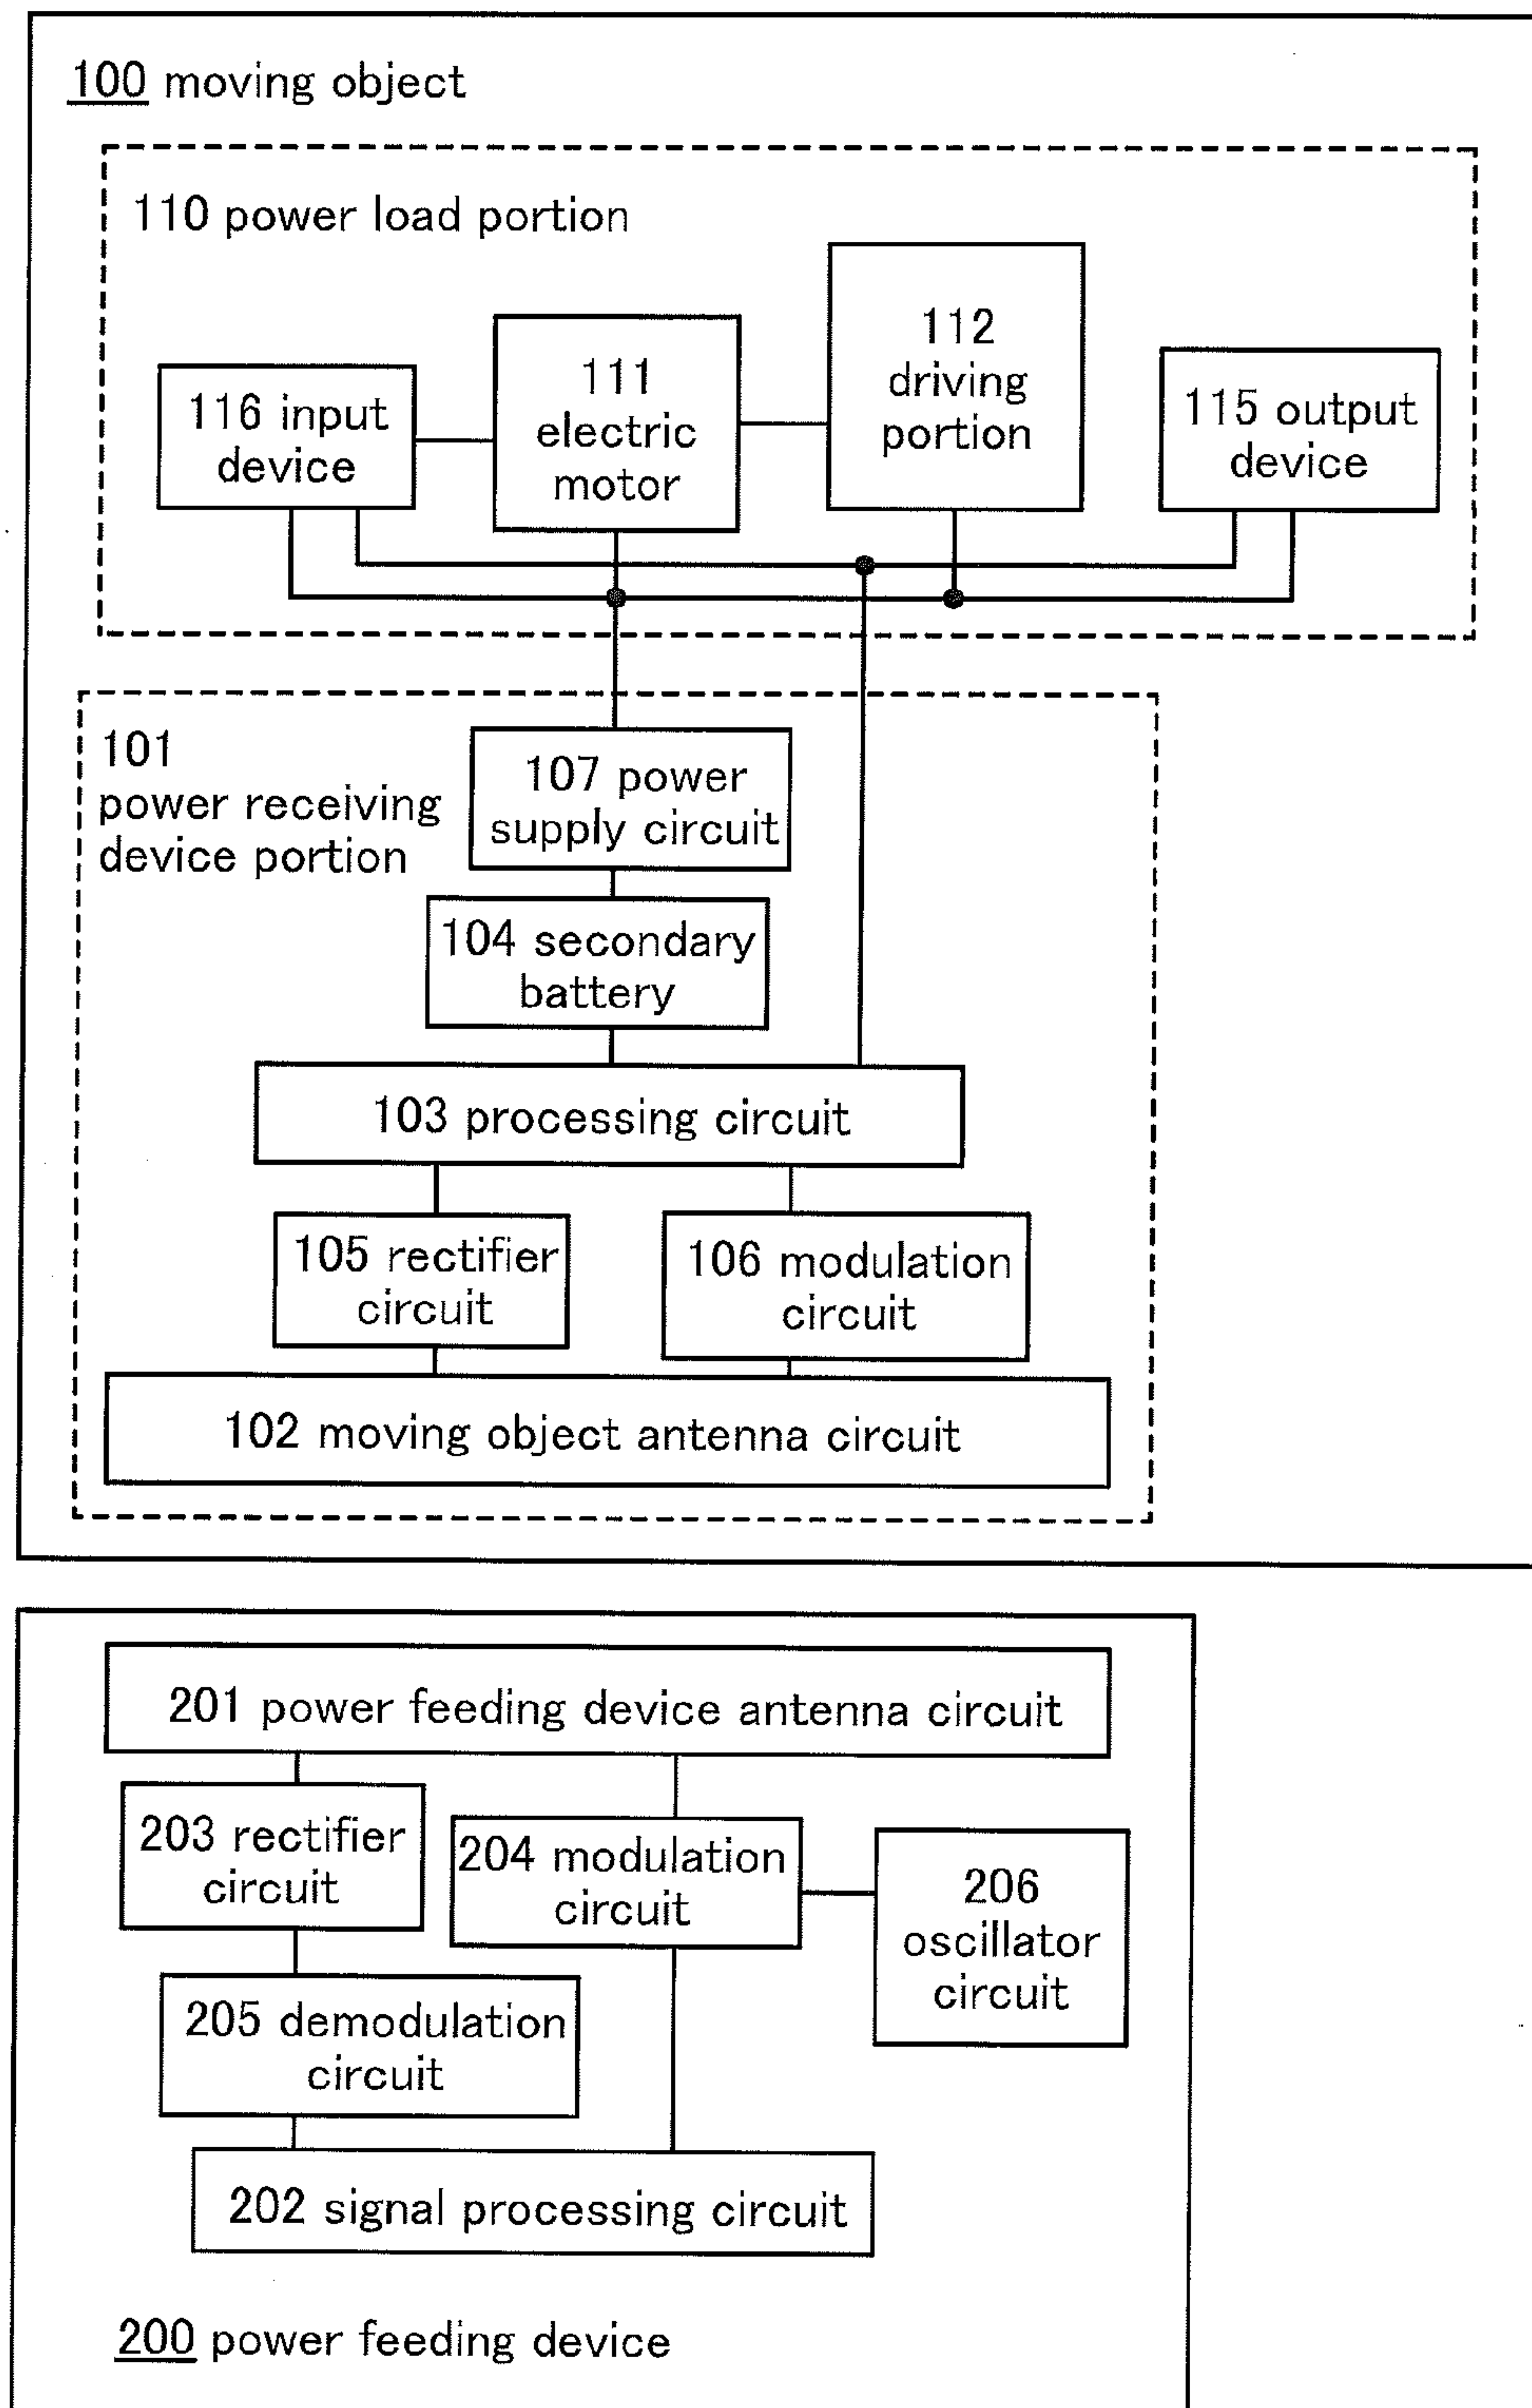 100 moving object
110 power load portion
116 input
device
111
electric
motor
112
driving
portion
115 output
device
101
power receiving
device portion
107 power
supply circuit
104 secondary
battery
103 processing circuit
105 rectifier
circuit
106 modulation
circuit
102 moving object antenna circuit
201 power feeding device antenna circuit
203 rectifier
circuit
204 modulation
circuit
206
oscillator
circuit
205 demodulation
circuit
202 signal processing circuit
200 power feeding device